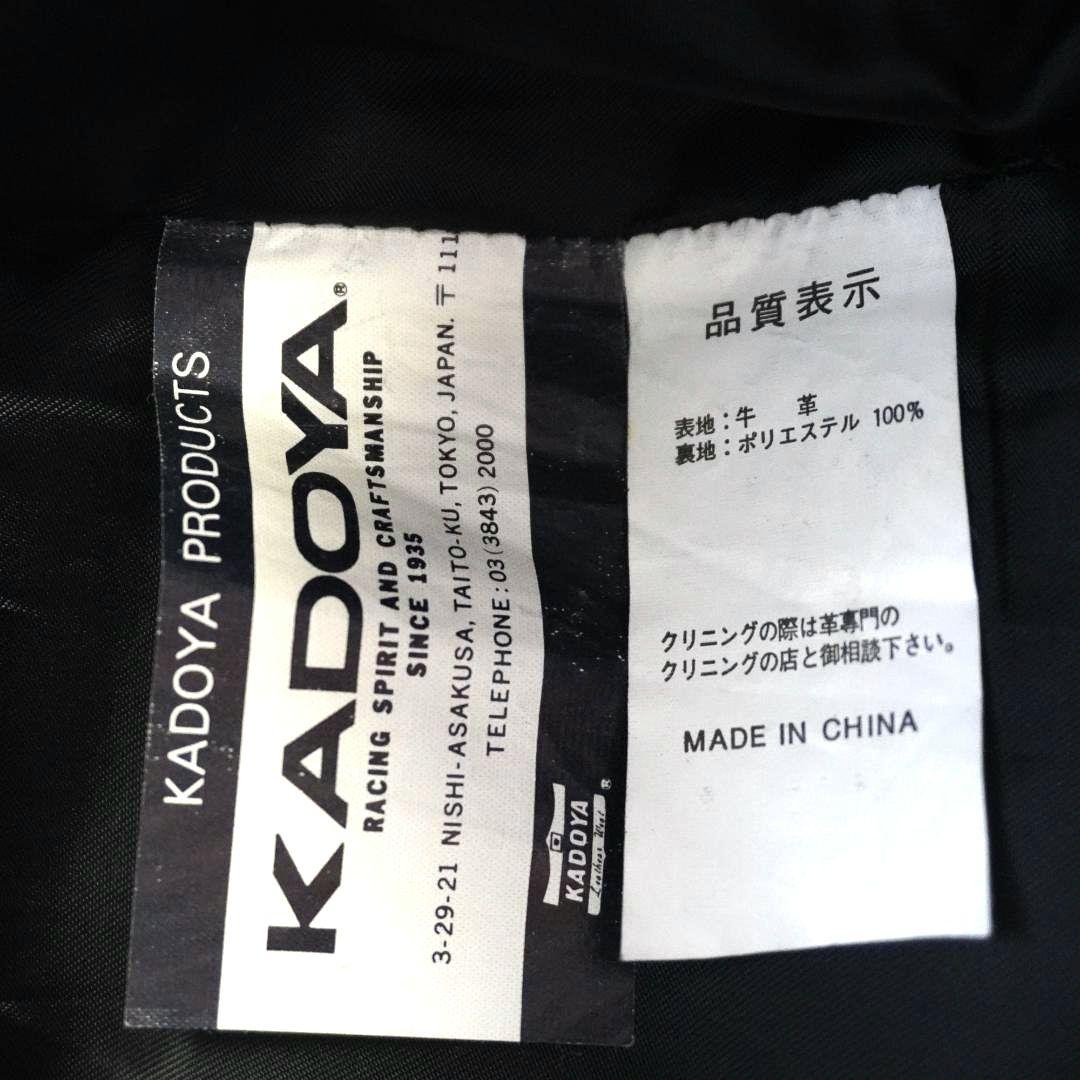 KADOYA PRODUCTS
KADOYA®
RACING SPIRIT AND CRAFTSMANSHIP
SINCE 1935
3-29-21 NISHI-ASAKUSA, TAITO-KU, TOKYO, JAPAN. 〒111
TELEPHONE: 03(3843)2000
KADOYA
Leathers Wear®
品質表示
表地:牛 革
裏地:ポリエステル 100%
クリニングの際は革専門の
クリニングの店と御相談下さい。
MADE IN CHINA